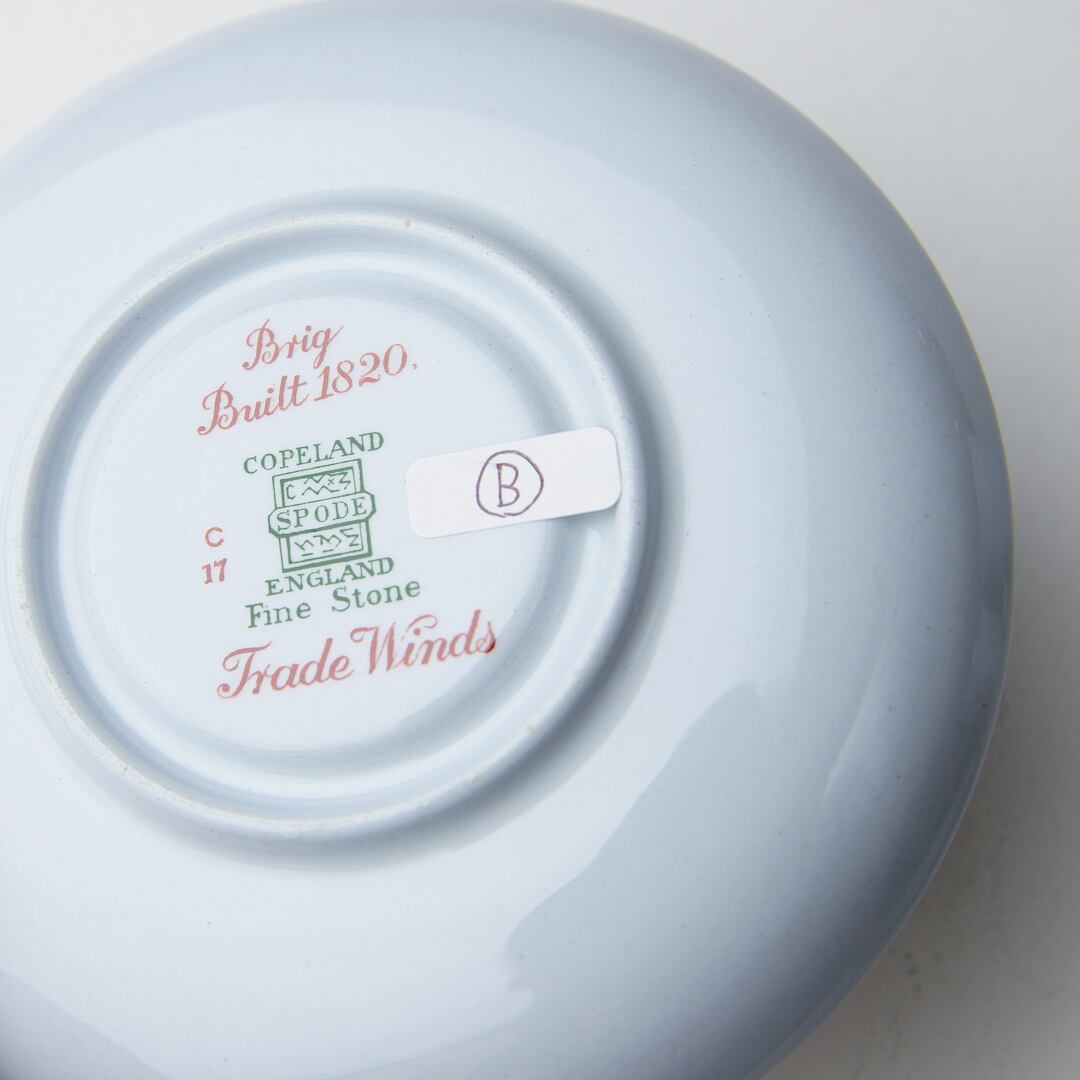 Brig
Built 1820.
COPELAND
SPODE
ENGLAND
Fine Stone
C
17
Trade Winds
B